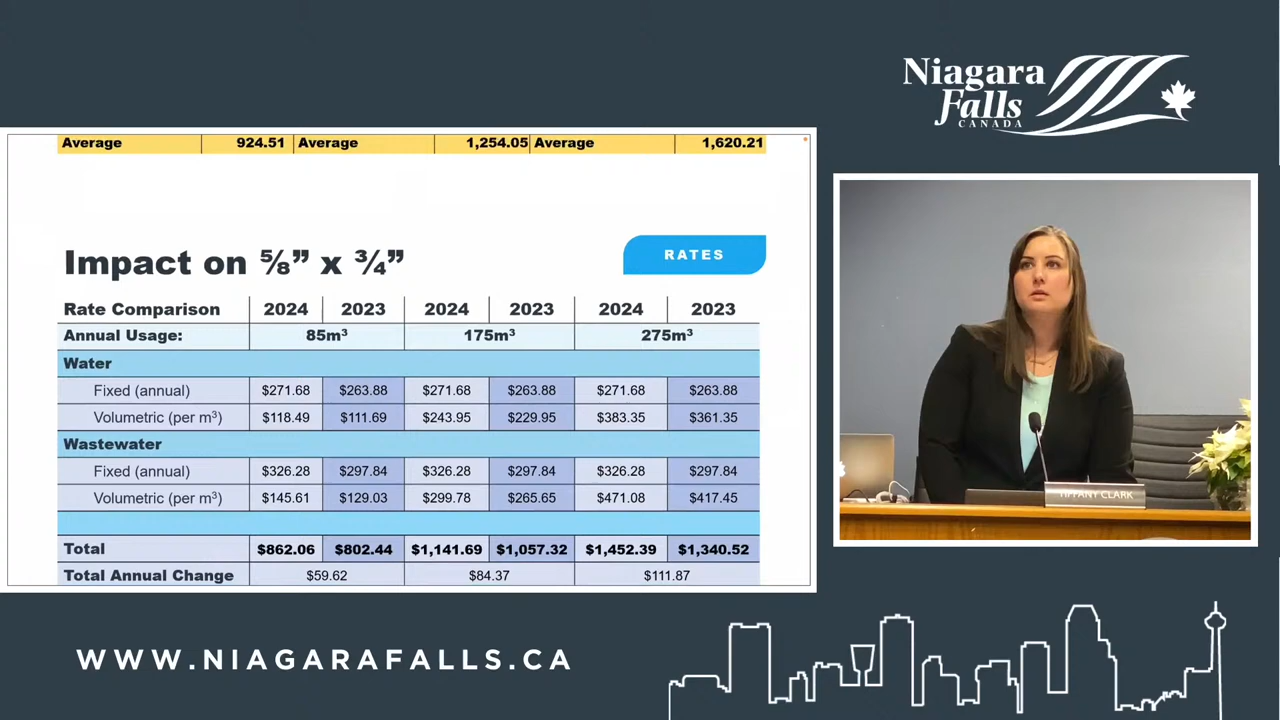 Niagara
Falls
CANADA
Average 924.51 Average 1,254.05 Average 1,620.21
Impact on ⅝” x ¾”
RATES
Rate Comparison 2024 2023 2024 2023 2024 2023
Annual Usage: 85m³ 175m³ 275m³
Water
Fixed (annual) $271.68 $263.88 $271.68 $263.88 $271.68 $263.88
Volumetric (per m³) $118.49 $111.69 $243.95 $229.95 $383.35 $361.35
Wastewater
Fixed (annual) $326.28 $297.84 $326.28 $297.84 $326.28 $297.84
Volumetric (per m³) $145.61 $129.03 $299.78 $265.65 $471.08 $417.45
Total $862.06 $802.44 $1,141.69 $1,057.32 $1,452.39 $1,340.52
Total Annual Change $59.62 $84.37 $111.87
TIFFANY CLARK
WWW.NIAGARAFALLS.CA